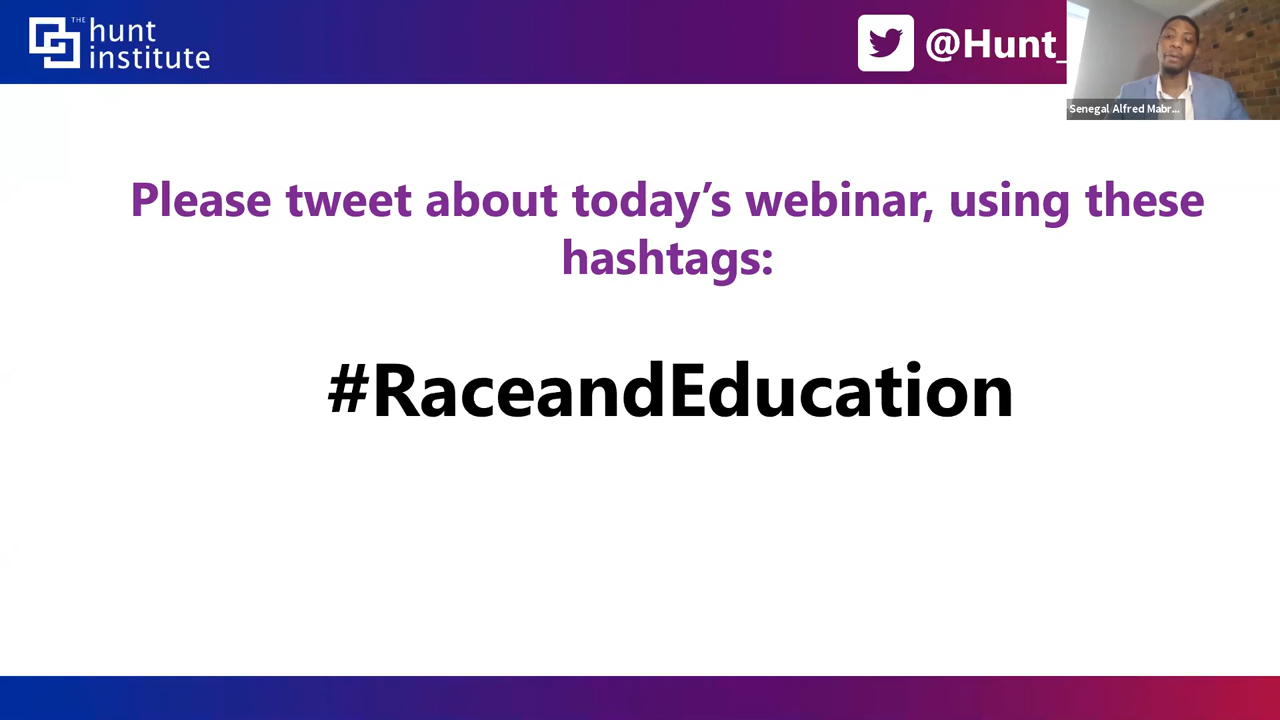 THE
hunt
institute
@Hunt_
Senegal Alfred Mabr...
Please tweet about today’s webinar, using these
hashtags:
#RaceandEducation